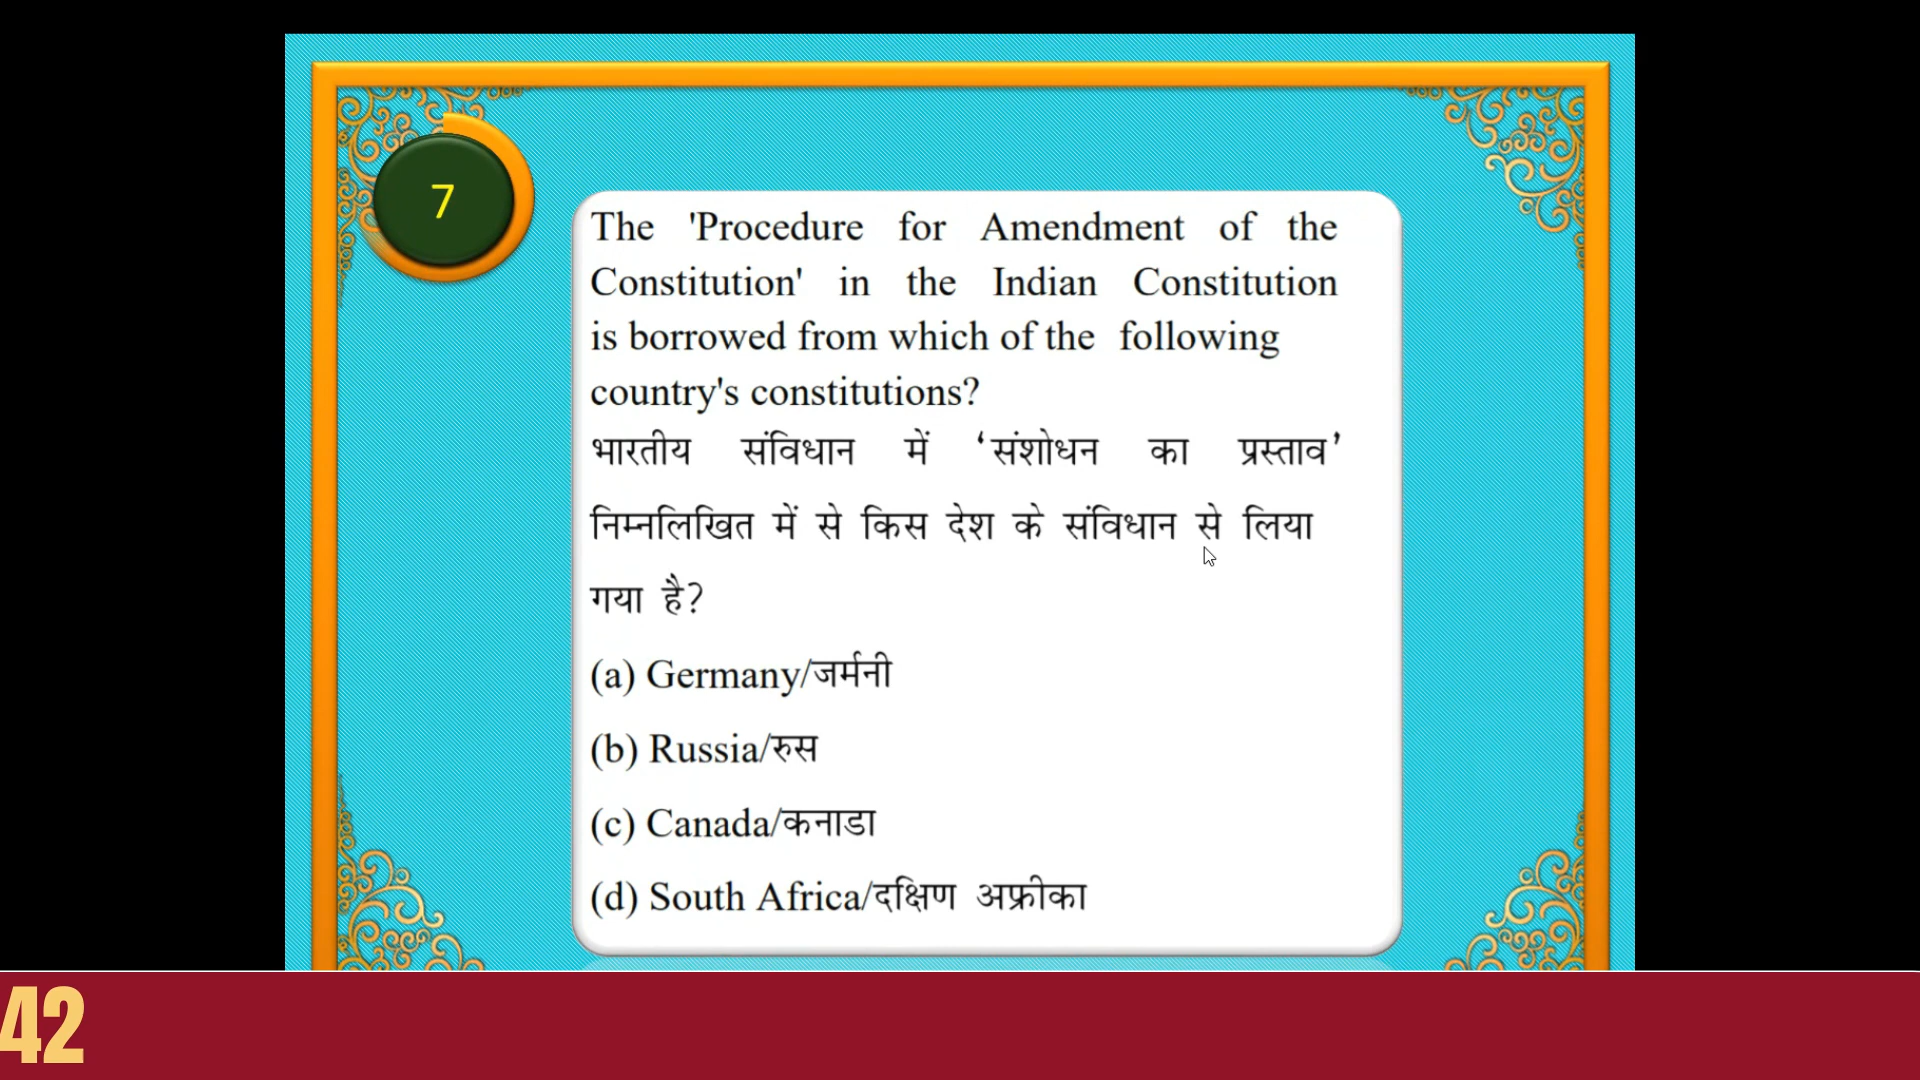 7
The 'Procedure for Amendment of the
Constitution' in the Indian Constitution
is borrowed from which of the following
country's constitutions?
भारतीय संविधान में ‘संशोधन का प्रस्ताव’
निम्नलिखित में से किस देश के संविधान से लिया
गया है?
(a) Germany/जर्मनी
(b) Russia/रुस
(c) Canada/कनाडा
(d) South Africa/दक्षिण अफ्रीका
42